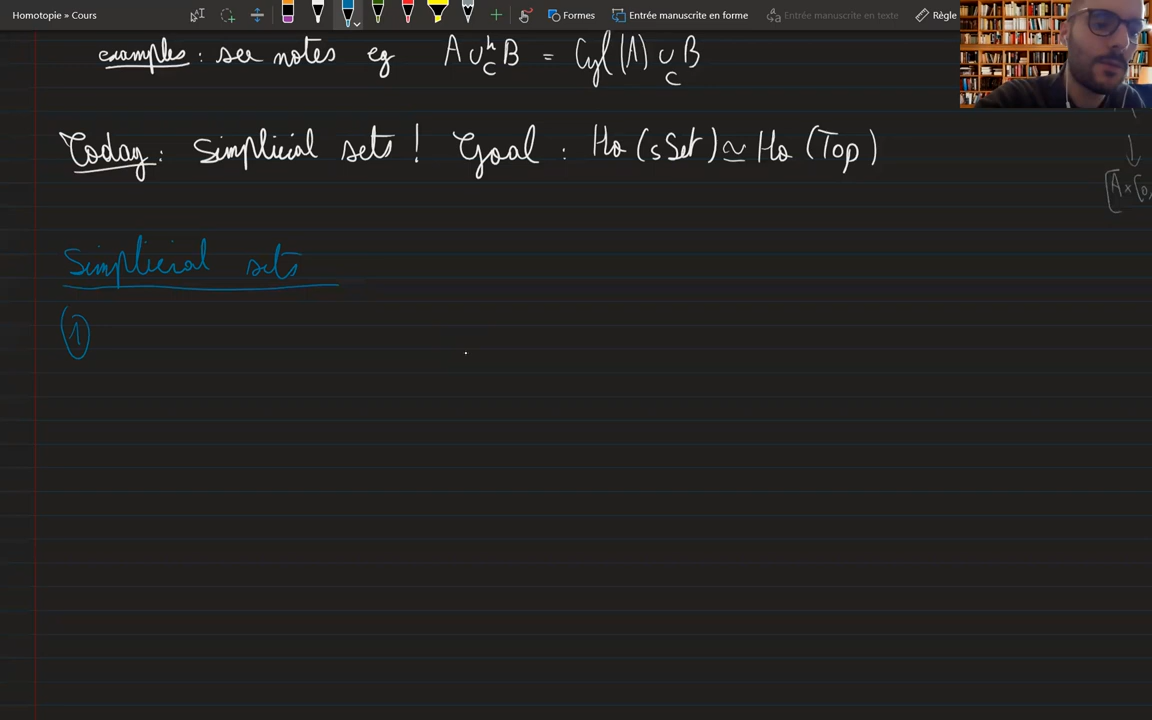 Homotopie » Cours
Formes
Entrée manuscrite en forme
Entrée manuscrite en texte
Règle
examples : see notes eg A ∪ʰ_C B = Cyl(A) ∪_C B
Today : Simplicial sets ! Goal : Ho(sSet) ≃ Ho(Top)
[A × [0,
Simplicial sets
①